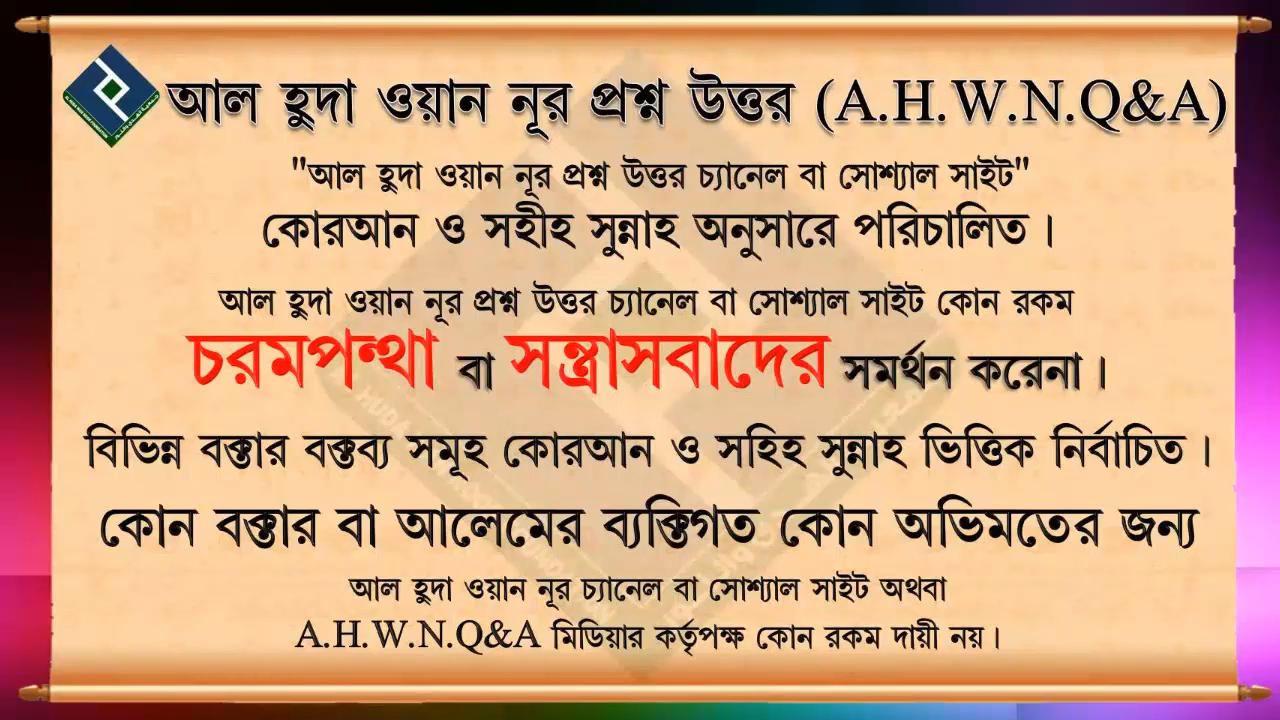 আল হুদা ওয়ান নূর প্রশ্ন উত্তর (A.H.W.N.Q&A)
"আল হুদা ওয়ান নূর প্রশ্ন উত্তর চ্যানেল বা সোশ্যাল সাইট"
কোরআন ও সহীহ সুন্নাহ অনুসারে পরিচালিত।
আল হুদা ওয়ান নূর প্রশ্ন উত্তর চ্যানেল বা সোশ্যাল সাইট কোন রকম
চরমপন্থা বা সন্ত্রাসবাদের সমর্থন করেনা।
বিভিন্ন বক্তার বক্তব্য সমূহ কোরআন ও সহিহ সুন্নাহ ভিত্তিক নির্বাচিত।
কোন বক্তার বা আলেমের ব্যক্তিগত কোন অভিমতের জন্য
আল হুদা ওয়ান নূর চ্যানেল বা সোশ্যাল সাইট অথবা
A.H.W.N.Q&A মিডিয়ার কর্তৃপক্ষ কোন রকম দায়ী নয়।